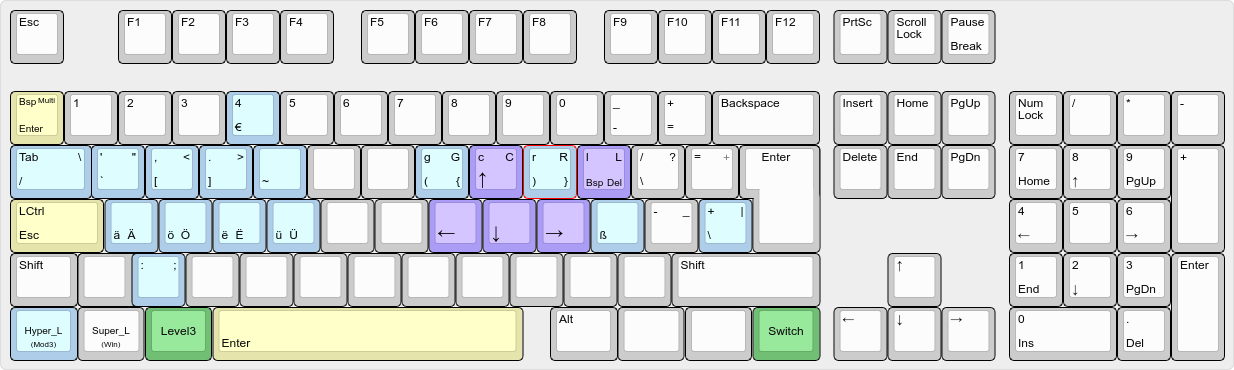 Esc F1 F2 F3 F4 F5 F6 F7 F8 F9 F10 F11 F12 PrtSc Scroll Pause
Lock
Break
Bsp Multi 1 2 3 4 5 6 7 8 9 0 _ + Backspace Insert Home PgUp Num / * -
Lock
Enter € - =
Tab \ ' " , < . > g G c C r R l L / ? = ÷ Enter Delete End PgDn 7 8 9 +
/ ` [ ] ~ ( { ↑ ) } Bsp Del \ Home ↑ PgUp
LCtrl - _ + | 4 5 6
Esc ä Ä ö Ö ë Ë ü Ü ← ↓ → ß \ ← →
Shift : ; Shift ↑ 1 2 3 Enter
End ↓ PgDn
Hyper_L Super_L Level3 Alt Switch ← ↓ → 0 .
(Mod3) (Win) Enter Ins Del